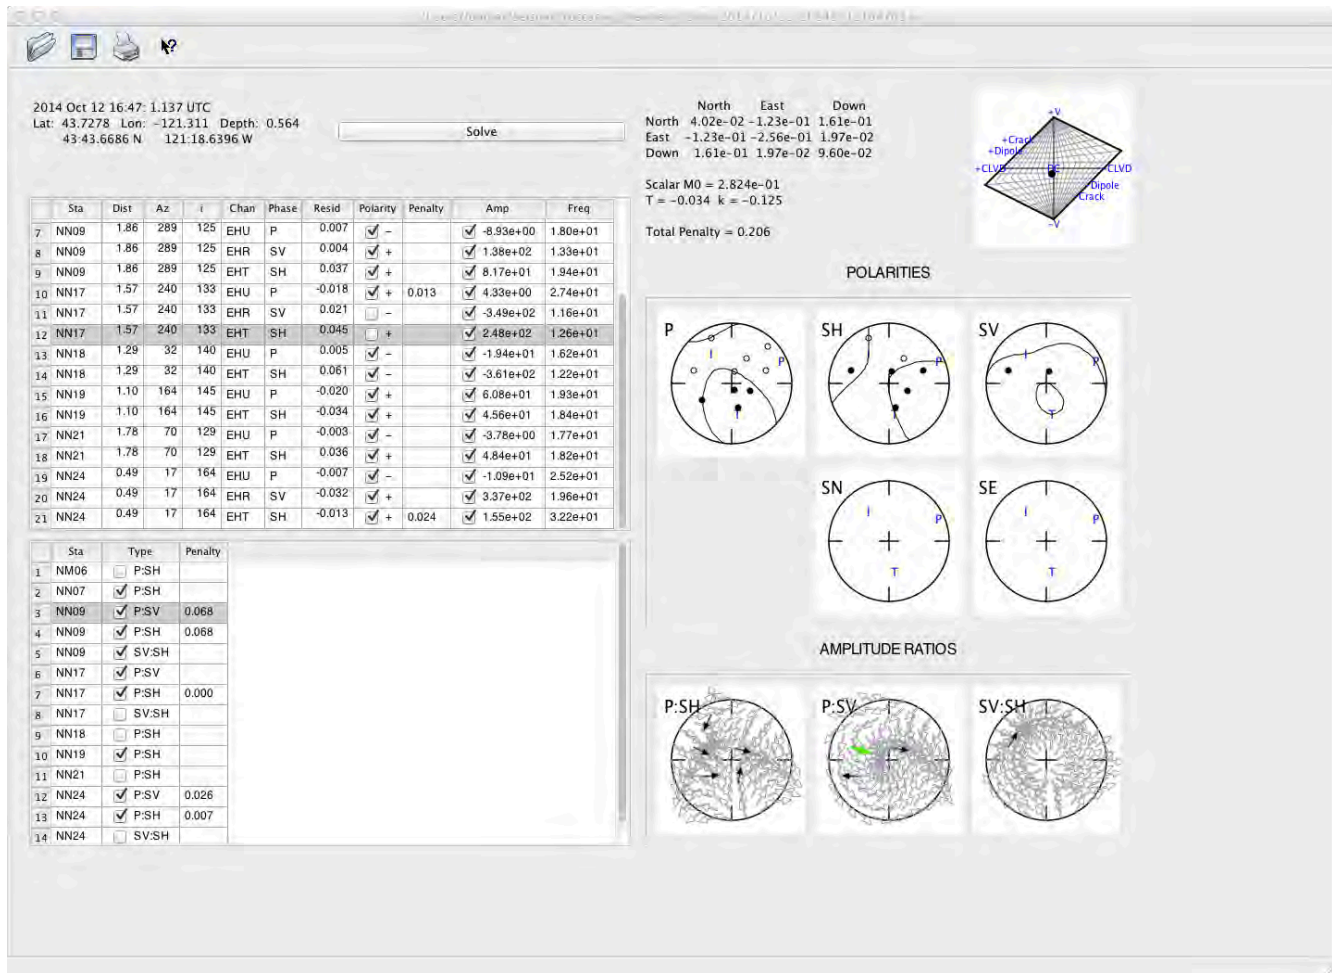 2014 Oct 12 16:47: 1.137 UTC
Lat: 43.7278 Lon: -121.311 Depth: 0.564
43:43.6686 N 121:18.6396 W
Solve
Sta Dist Az i Chan Phase Resid Polarity Penalty Amp Freq
7 NN09 1.86 289 125 EHU P 0.007 - -8.93e+00 1.80e+01
8 NN09 1.86 289 125 EHR SV 0.004 + 1.38e+02 1.33e+01
9 NN09 1.86 289 125 EHT SH 0.037 + 8.17e+01 1.94e+01
10 NN17 1.57 240 133 EHU P -0.018 + 0.013 4.33e+00 2.74e+01
11 NN17 1.57 240 133 EHR SV 0.021 - -3.49e+02 1.16e+01
12 NN17 1.57 240 133 EHT SH 0.045 + 2.48e+02 1.26e+01
13 NN18 1.29 32 140 EHU P 0.005 - -1.94e+01 1.62e+01
14 NN18 1.29 32 140 EHT SH 0.061 - -3.61e+02 1.22e+01
15 NN19 1.10 164 145 EHU P -0.020 + 6.08e+01 1.93e+01
16 NN19 1.10 164 145 EHT SH -0.034 + 4.56e+01 1.84e+01
17 NN21 1.78 70 129 EHU P -0.003 - -3.78e+00 1.77e+01
18 NN21 1.78 70 129 EHT SH 0.036 + 4.84e+01 1.82e+01
19 NN24 0.49 17 164 EHU P -0.007 - -1.09e+01 2.52e+01
20 NN24 0.49 17 164 EHR SV -0.032 + 3.37e+02 1.96e+01
21 NN24 0.49 17 164 EHT SH -0.013 + 0.024 1.55e+02 3.22e+01
Sta Type Penalty
1 NM06 P:SH
2 NN07 P:SH
3 NN09 P:SV 0.068
4 NN09 P:SH 0.068
5 NN09 SV:SH
6 NN17 P:SV
7 NN17 P:SH 0.000
8 NN17 SV:SH
9 NN18 P:SH
10 NN19 P:SH
11 NN21 P:SH
12 NN24 P:SV 0.026
13 NN24 P:SH 0.007
14 NN24 SV:SH
North East Down
North 4.02e-02 -1.23e-01 1.61e-01
East -1.23e-01 -2.56e-01 1.97e-02
Down 1.61e-01 1.97e-02 9.60e-02
Scalar M0 = 2.824e-01
T = -0.034 k = -0.125
Total Penalty = 0.206
+V
+Crack
+Dipole
+CLVD DC -CLVD
Dipole
Crack
-V
POLARITIES
P I P T
SH I P T
SV I P T
SN I P T
SE I P T
AMPLITUDE RATIOS
P:SH P:SV SV:SH